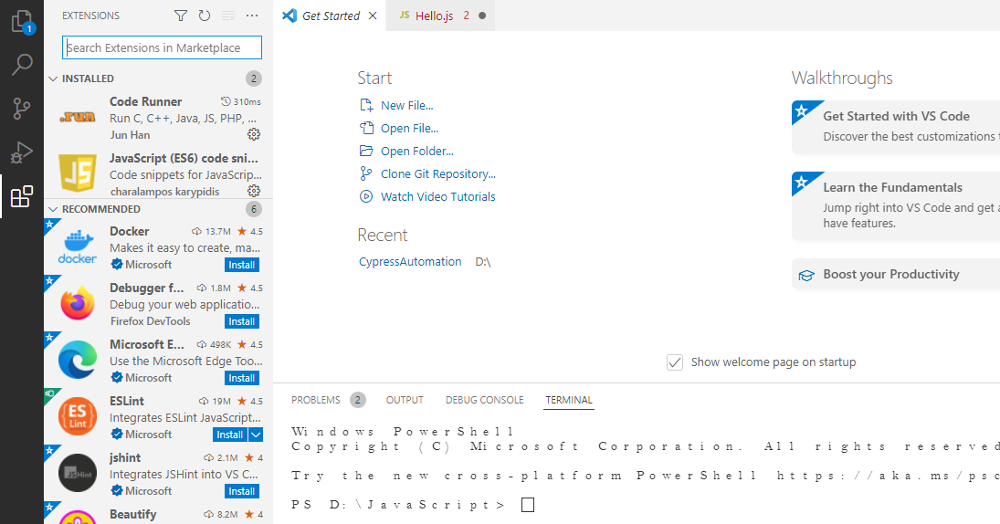 1
EXTENSIONS
Search Extensions in Marketplace
INSTALLED 2
.run
Code Runner 310ms
Run C, C++, Java, JS, PHP, ...
Jun Han
JS
JavaScript (ES6) code sni...
Code snippets for JavaScrip...
charalampos karypidis
RECOMMENDED 6
docker
Docker 13.7M 4.5
Makes it easy to create, ma...
Microsoft Install
Debugger f... 1.8M 4.5
Debug your web applicatio...
Firefox DevTools Install
Microsoft E... 498K 4.5
Use the Microsoft Edge Too...
Microsoft Install
ES
Lint
ESLint 19M 4.5
Integrates ESLint JavaScript...
Microsoft Install
JSHint
jshint 2.1M 4
Integrates JSHint into VS C...
Microsoft Install
Beautify 8.2M 4
Get Started JS Hello.js 2
Start
New File...
Open File...
Open Folder...
Clone Git Repository...
Watch Video Tutorials
Recent
CypressAutomation D:\
Walkthroughs
Get Started with VS Code
Discover the best customizations t
Learn the Fundamentals
Jump right into VS Code and get a
have features.
Boost your Productivity
Show welcome page on startup
PROBLEMS 2 OUTPUT DEBUG CONSOLE TERMINAL
Windows PowerShell
Copyright (C) Microsoft Corporation. All rights reserved
Try the new cross-platform PowerShell https://aka.ms/psc
PS D:\JavaScript>